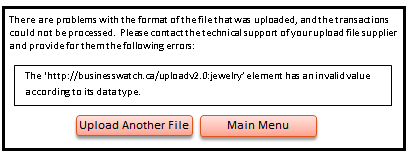 There are problems with the format of the file that was uploaded, and the transactions
could not be processed. Please contact the technical support of your upload file supplier
and provide for them the following errors:
The 'http://businesswatch.ca/uploadv2.0:jewelry' element has an invalid value
according to its data type.
Upload Another File
Main Menu